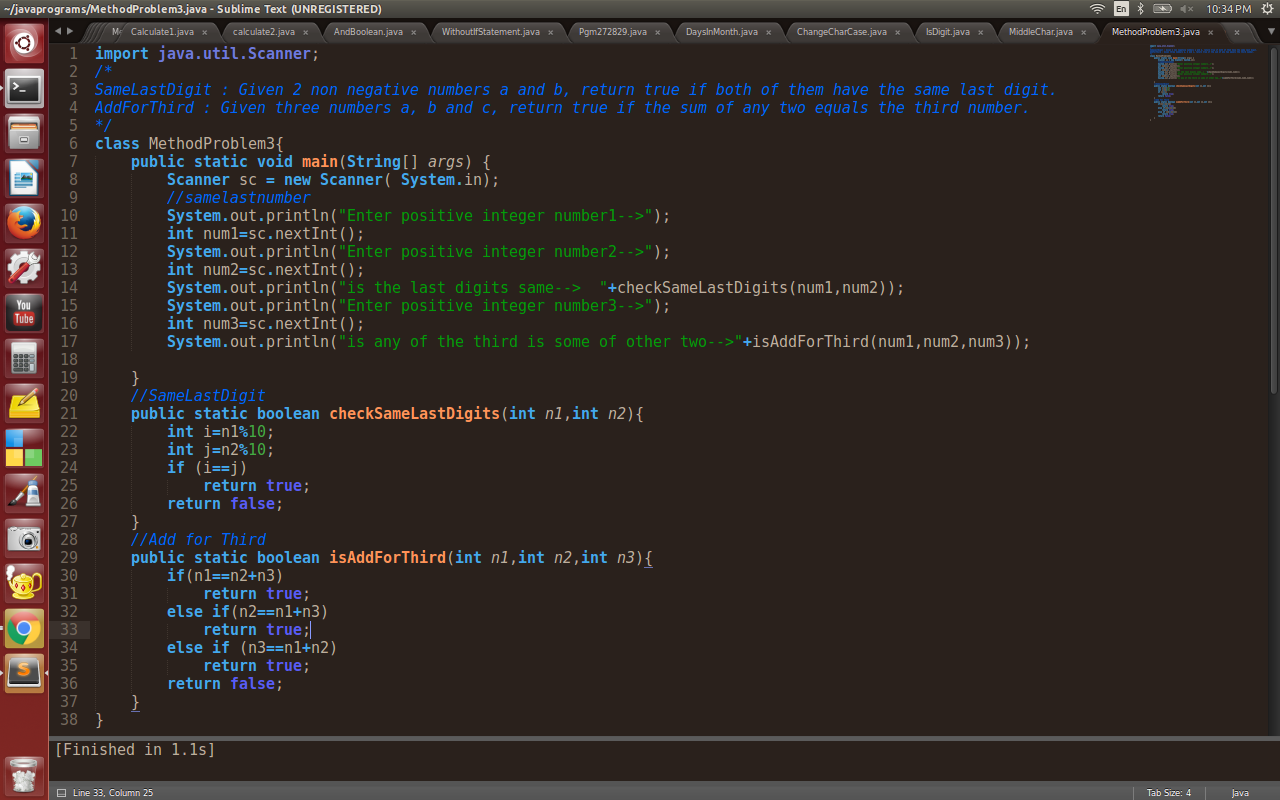 ~/javaprograms/MethodProblem3.java - Sublime Text (UNREGISTERED)
En
10:34 PM
M
Calculate1.java
calculate2.java
AndBoolean.java
WithoutIfStatement.java
Pgm272829.java
DaysInMonth.java
ChangeCharCase.java
IsDigit.java
MiddleChar.java
MethodProblem3.java
1 import java.util.Scanner;
2 /*
3 SameLastDigit : Given 2 non negative numbers a and b, return true if both of them have the same last digit.
4 AddForThird : Given three numbers a, b and c, return true if the sum of any two equals the third number.
5 */
6 class MethodProblem3{
7     public static void main(String[] args) {
8         Scanner sc = new Scanner( System.in);
9         //samelastnumber
10         System.out.println("Enter positive integer number1-->");
11         int num1=sc.nextInt();
12         System.out.println("Enter positive integer number2-->");
13         int num2=sc.nextInt();
14         System.out.println("is the last digits same-->  "+checkSameLastDigits(num1,num2));
15         System.out.println("Enter positive integer number3-->");
16         int num3=sc.nextInt();
17         System.out.println("is any of the third is some of other two-->"+isAddForThird(num1,num2,num3));
18
19     }
20     //SameLastDigit
21     public static boolean checkSameLastDigits(int n1,int n2){
22         int i=n1%10;
23         int j=n2%10;
24         if (i==j)
25             return true;
26         return false;
27     }
28     //Add for Third
29     public static boolean isAddForThird(int n1,int n2,int n3){
30         if(n1==n2+n3)
31             return true;
32         else if(n2==n1+n3)
33             return true;
34         else if (n3==n1+n2)
35             return true;
36         return false;
37     }
38 }
You
Tube
[Finished in 1.1s]
Line 33, Column 25
Tab Size: 4
Java